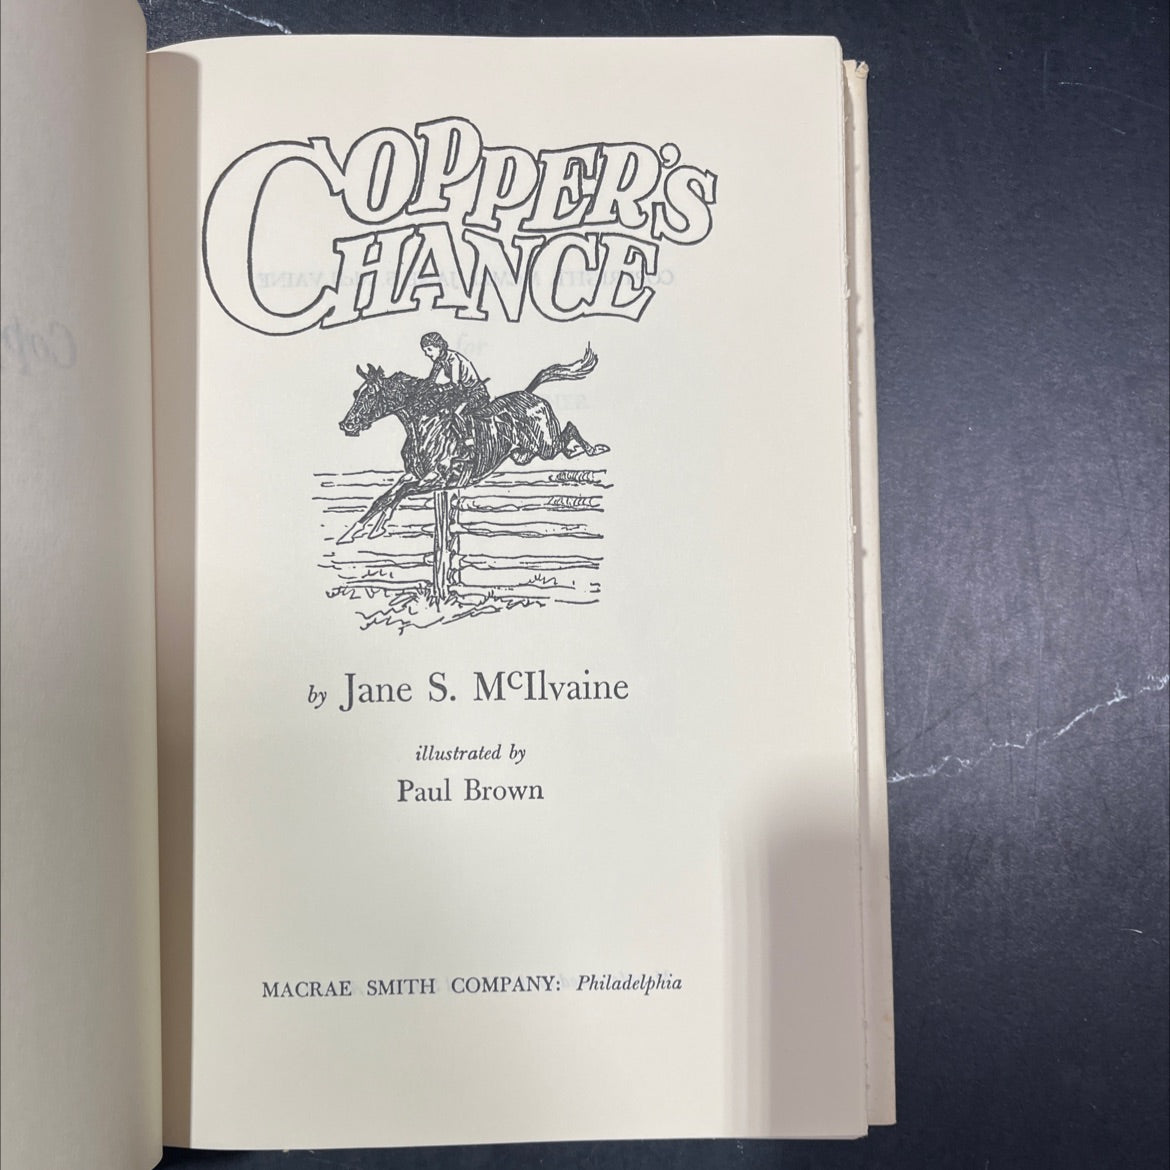 COPPER'S
CHANCE
by Jane S. McIlvaine
illustrated by
Paul Brown
MACRAE SMITH COMPANY: Philadelphia